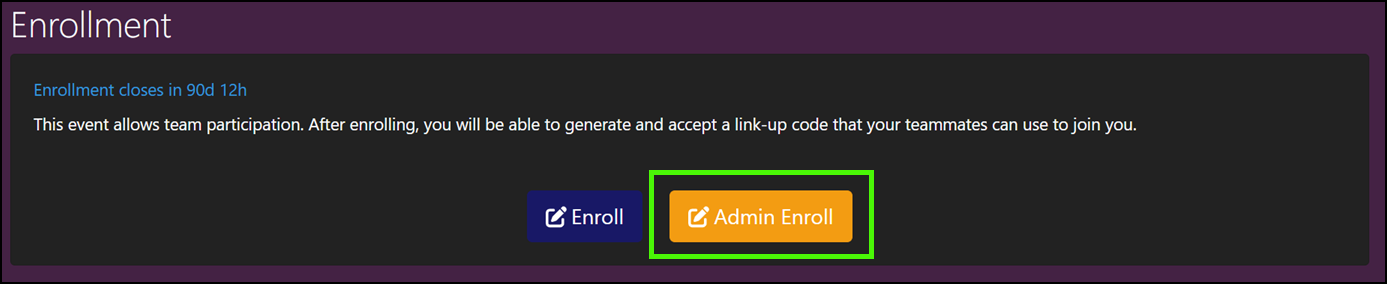 Enrollment
Enrollment closes in 90d 12h
This event allows team participation. After enrolling, you will be able to generate and accept a link-up code that your teammates can use to join you.
Enroll
Admin Enroll